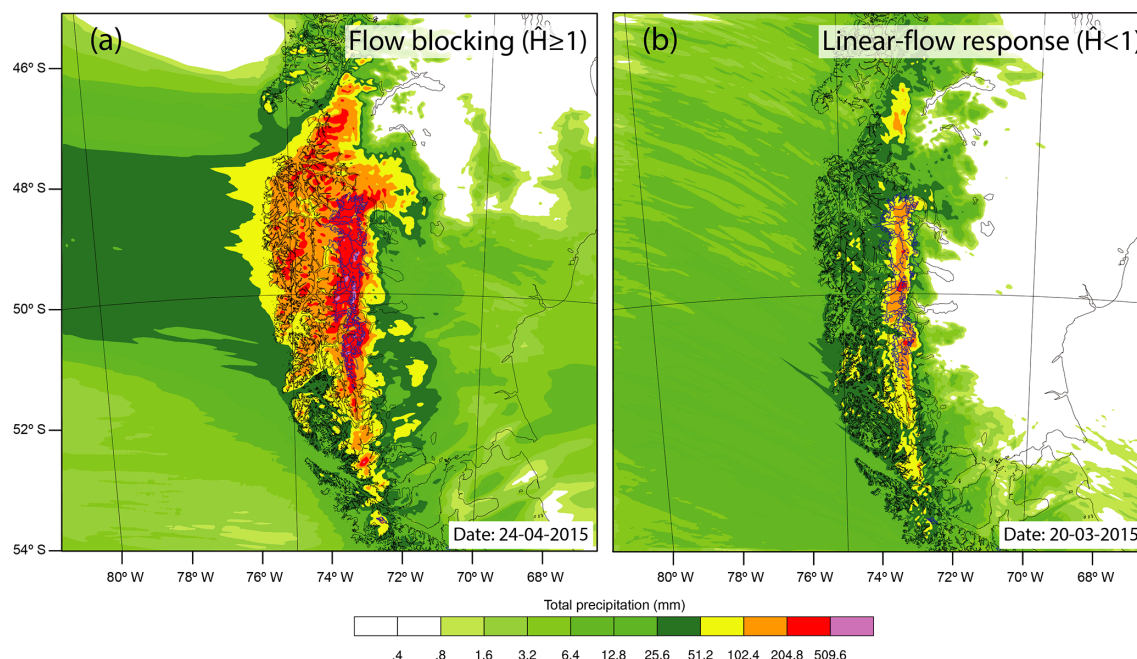 (a)
Flow blocking (Ĥ≥1)
(b)
Linear-flow response (Ĥ<1)
46° S
48° S
50° S
52° S
54° S
Date: 24-04-2015
Date: 20-03-2015
80° W 78° W 76° W 74° W 72° W 70° W 68° W
80° W 78° W 76° W 74° W 72° W 70° W 68° W
Total precipitation (mm)
.4 .8 1.6 3.2 6.4 12.8 25.6 51.2 102.4 204.8 509.6